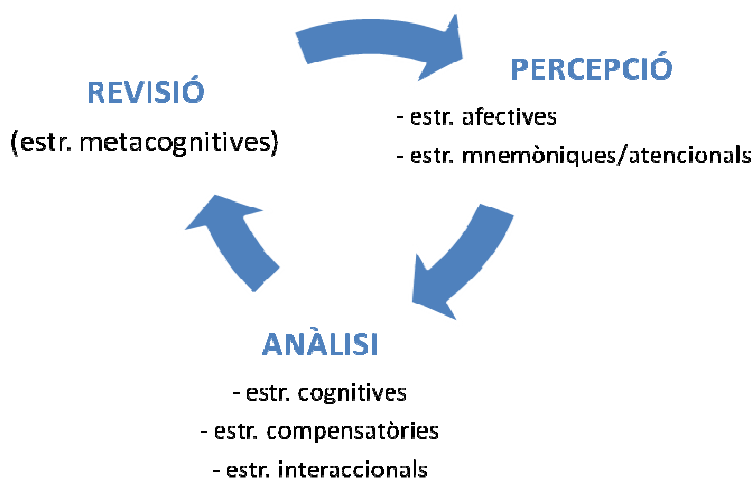 REVISIÓ
(estr. metacognitives)
PERCEPCIÓ
- estr. afectives
- estr. mnemòniques/atencionals
ANÀLISI
- estr. cognitives
- estr. compensatòries
- estr. interaccionals